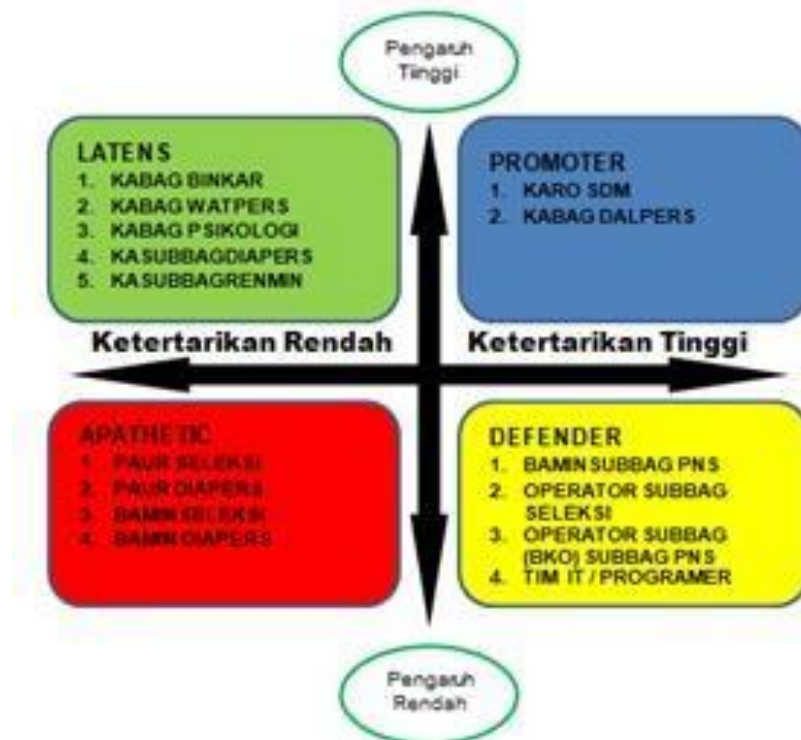 Pengaruh
Tiinggi
LATENS
1. KABAG BINKAR
2. KABAG WATPERS
3. KABAG PSIKOLOGI
4. KASUBBAGDIAPERS
5. KASUBBAGRENMIN
PROMOTER
1. KARO SDM
2. KABAG DALPERS
Ketertarikan Rendah
Ketertarikan Tinggi
APATHETIC
1. PAUR SELEKSI
2. PAUR DIAPERS
3. BAMIN SELEKSI
4. BAMIN DIAPERS
DEFENDER
1. BAMIN SUBBAG PNS
2. OPERATOR SUBBAG
SELEKSI
3. OPERATOR SUBBAG
(BKO) SUBBAG PNS
4. TIM IT / PROGRAMER
Pengaruh
Rendah